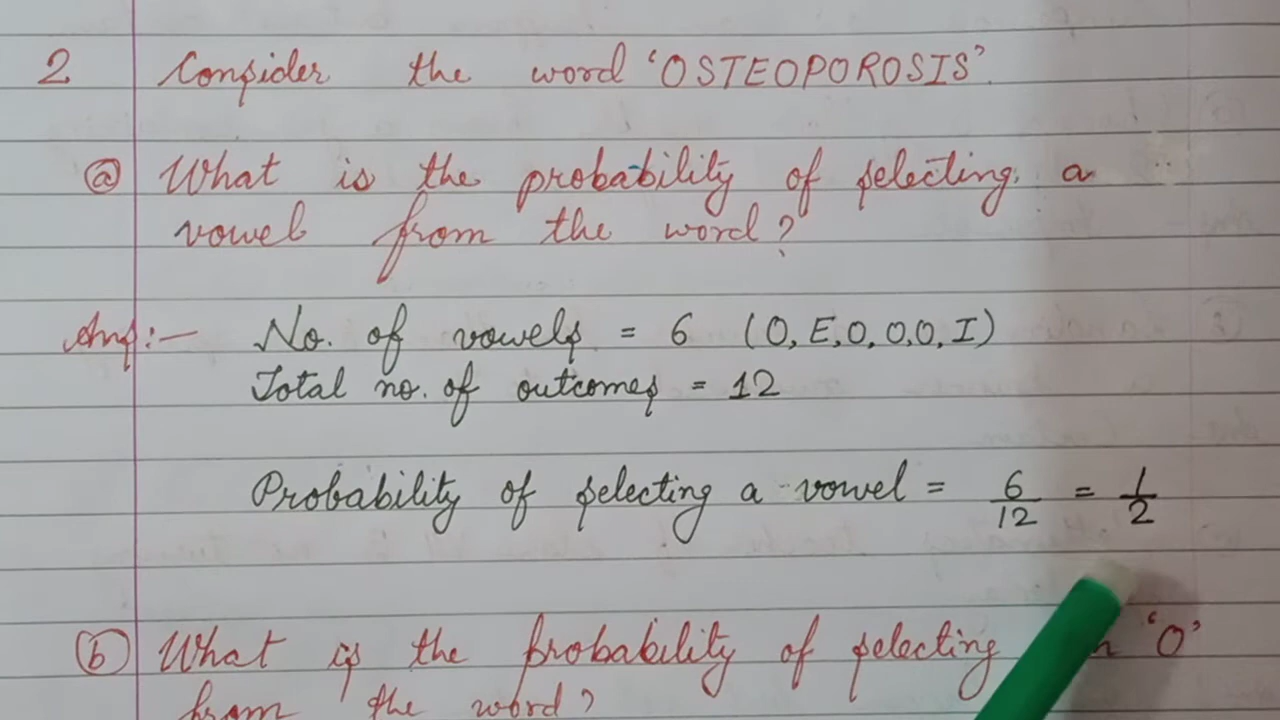 2 Consider the word 'OSTEOPOROSIS'.
(a) What is the probability of selecting a
vowel from the word?
Ans:- No. of vowels = 6 (O, E, O, O, O, I)
Total no. of outcomes = 12
Probability of selecting a vowel = 6/12 = 1/2
(b) What is the probability of selecting 'O'
from the word?